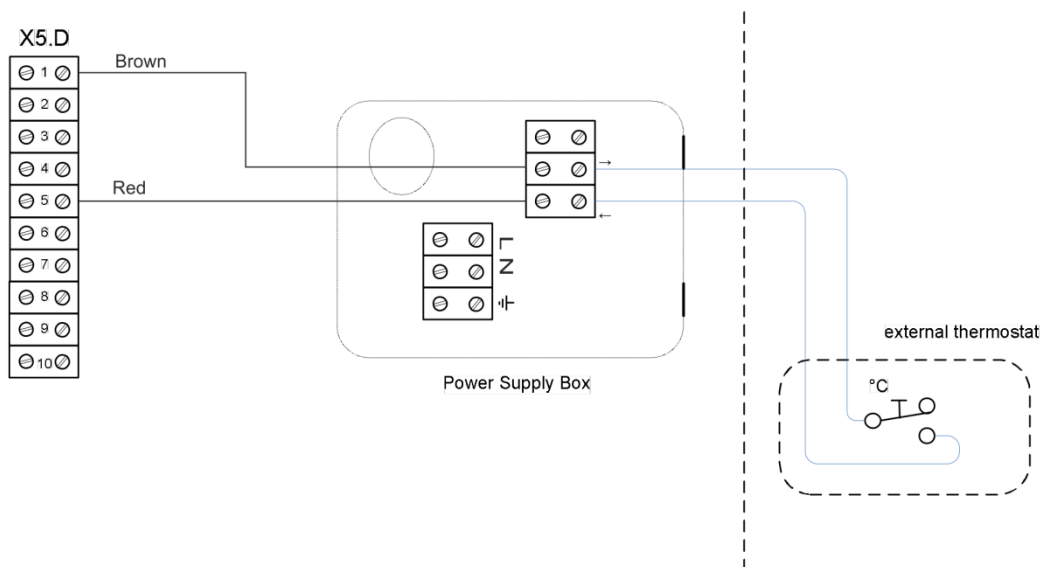 X5.D
Brown
1
2
3
4
→
Red
5
←
6
L
7
N
8
9
10
external thermostat
Power Supply Box
°C